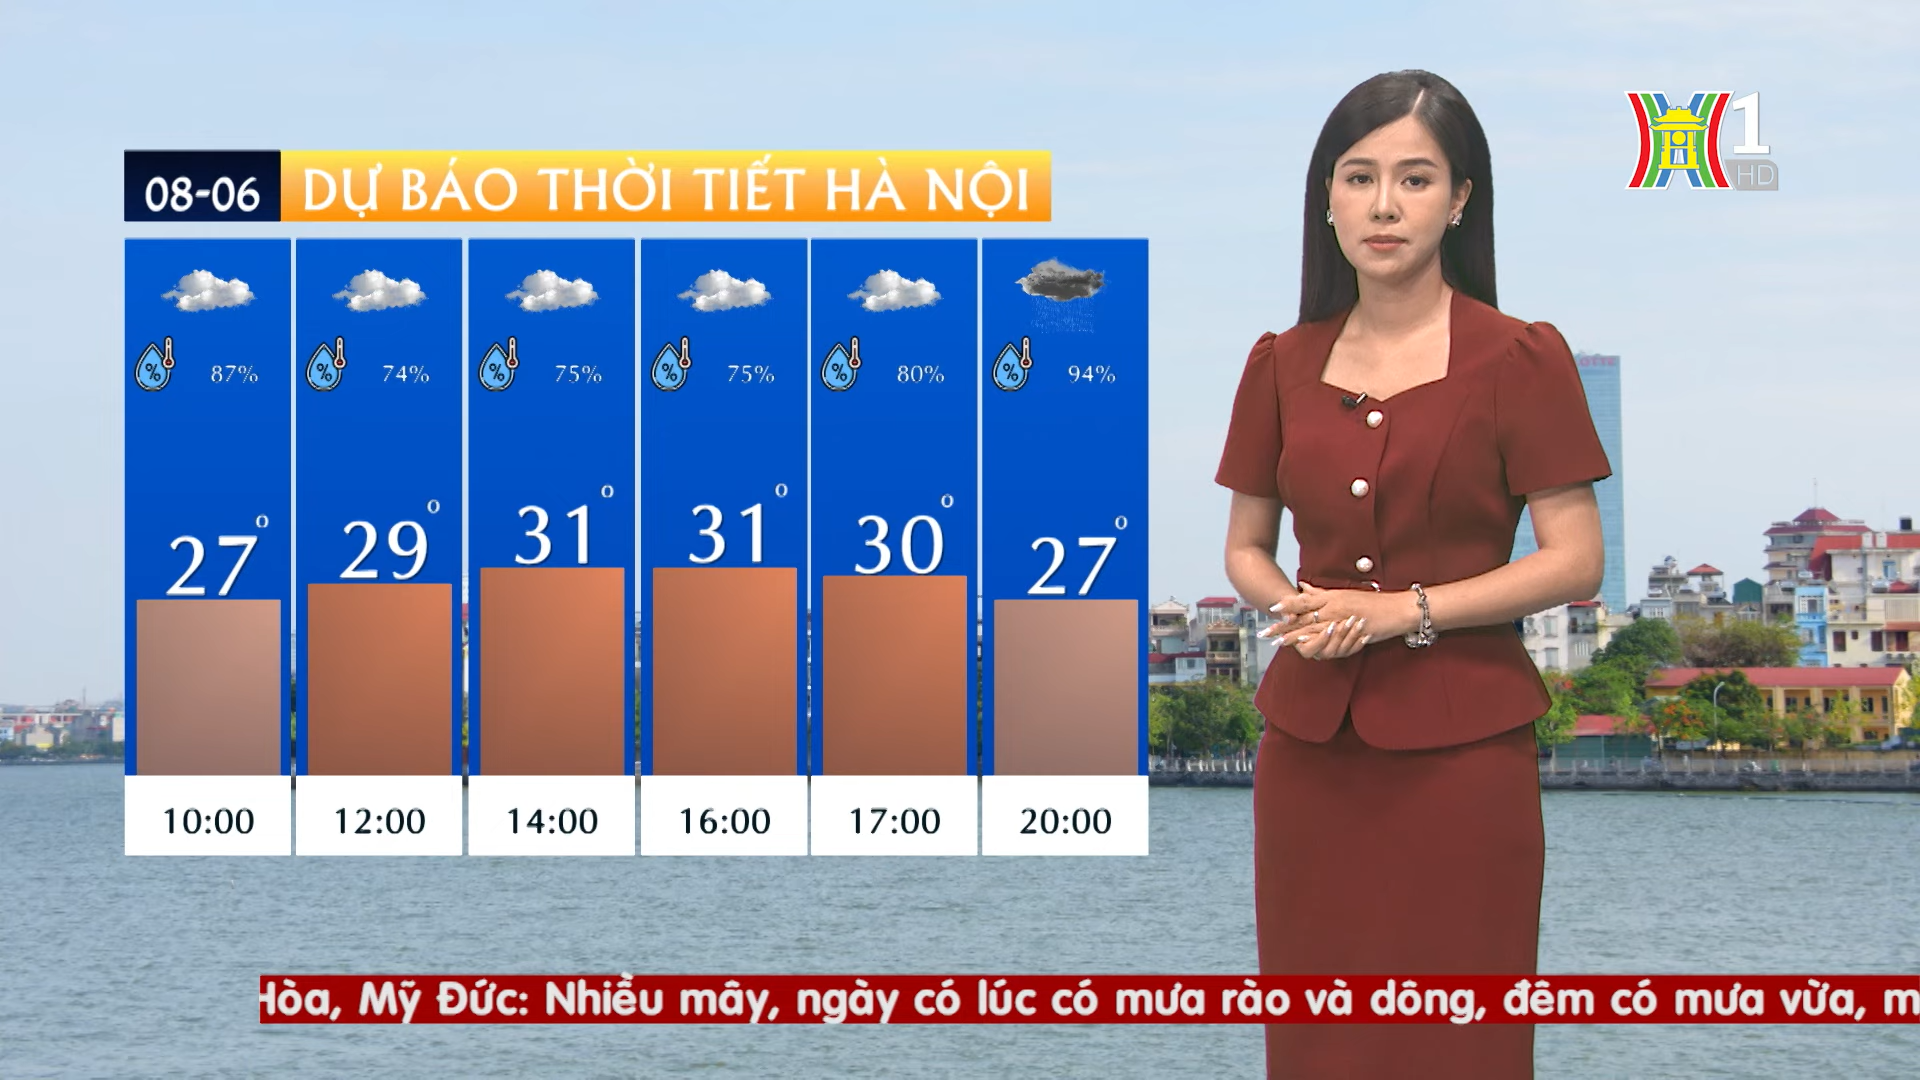 1
HD
08-06 DỰ BÁO THỜI TIẾT HÀ NỘI
% 87% % 74% % 75% % 75% % 80% % 94%
27° 29° 31° 31° 30° 27°
10:00 12:00 14:00 16:00 17:00 20:00
Hòa, Mỹ Đức: Nhiều mây, ngày có lúc có mưa rào và dông, đêm có mưa vừa, m